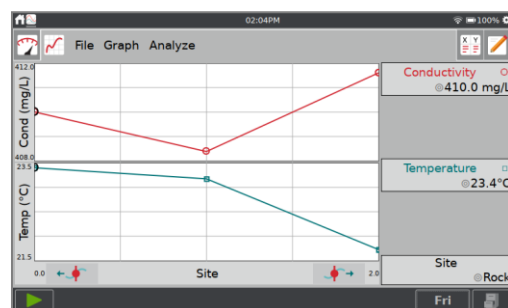 02:04PM
100%
File Graph Analyze
X Y
412.0
Cond (mg/L)
408.0
Conductivity
410.0 mg/L
23.5
Temp (°C)
21.5
Temperature
23.4°C
0.0
Site
2.0
Site
Rock
Fri